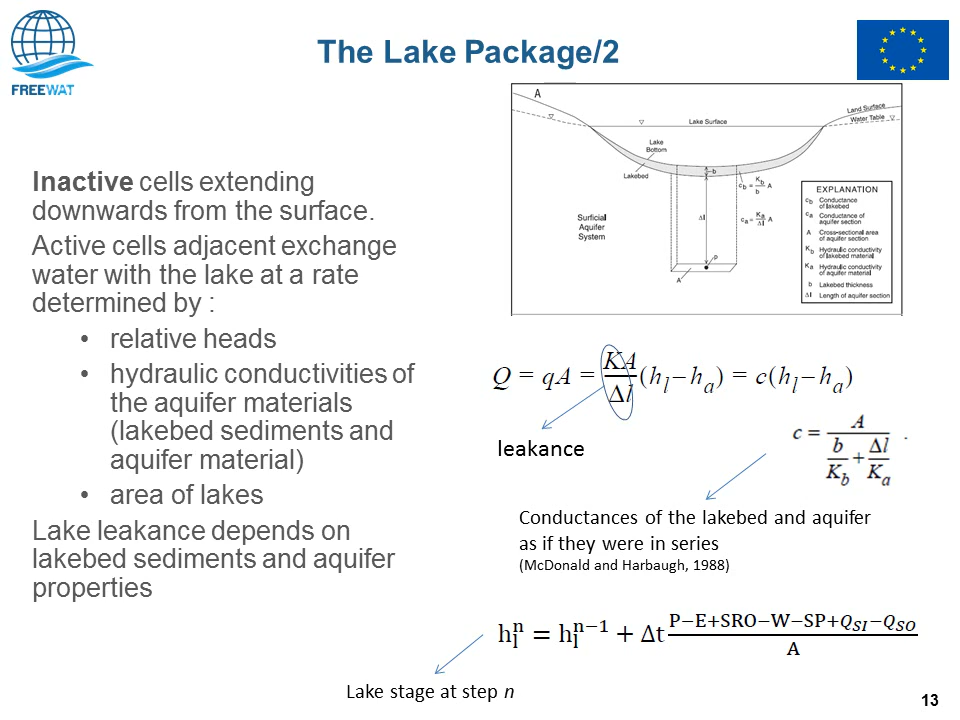 The Lake Package/2
FREEWAT
Inactive cells extending
downwards from the surface.
Active cells adjacent exchange
water with the lake at a rate
determined by :
• relative heads
• hydraulic conductivities of
the aquifer materials
(lakebed sediments and
aquifer material)
• area of lakes
Lake leakance depends on
lakebed sediments and aquifer
properties
A
Land Surface
Water Table
Lake Surface
Lake
Bottom
Lakebed
b
c_b = K_b/b A
c_a = K_a/Δl A
Δl
Surficial
Aquifer
System
p
A
EXPLANATION
c_b Conductance of lakebed
c_a Conductance of aquifer section
A Cross-sectional area of aquifer section
K_b Hydraulic conductivity of lakebed material
K_a Hydraulic conductivity of aquifer material
b Lakebed thickness
Δl Length of aquifer section
Q = qA = KA/Δl (h_l − h_a) = c(h_l − h_a)
leakance
c = A / (b/K_b + Δl/K_a) .
Conductances of the lakebed and aquifer
as if they were in series
(McDonald and Harbaugh, 1988)
h_l^n = h_l^{n−1} + Δt (P−E+SRO−W−SP+Q_SI−Q_SO)/A
Lake stage at step n
13